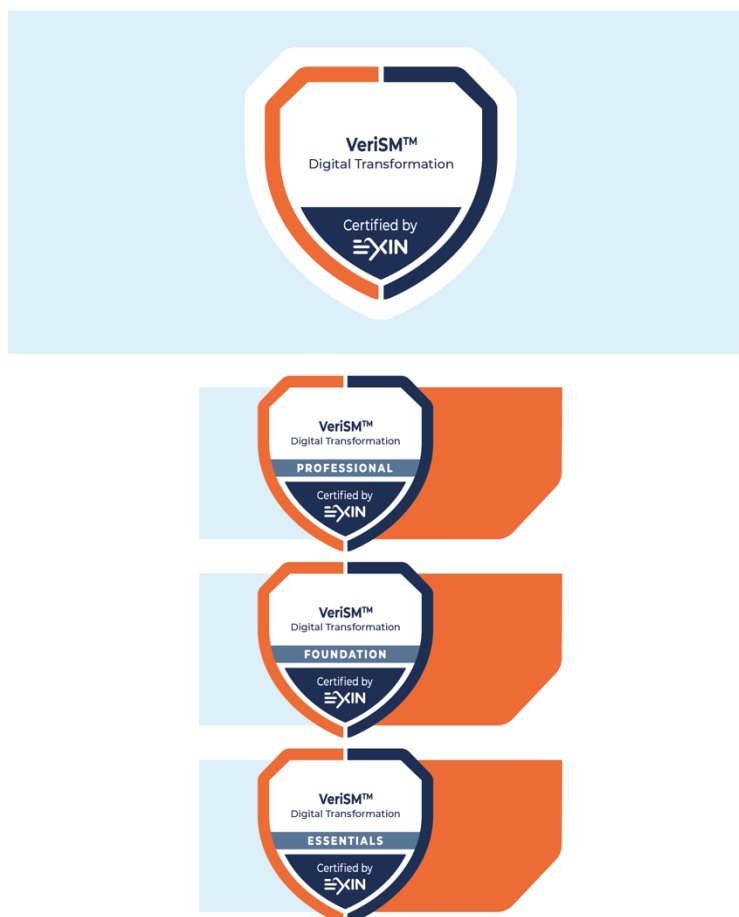 VeriSM™
Digital Transformation
Certified by
EXIN
VeriSM™
Digital Transformation
PROFESSIONAL
Certified by
EXIN
VeriSM™
Digital Transformation
FOUNDATION
Certified by
EXIN
VeriSM™
Digital Transformation
ESSENTIALS
Certified by
EXIN